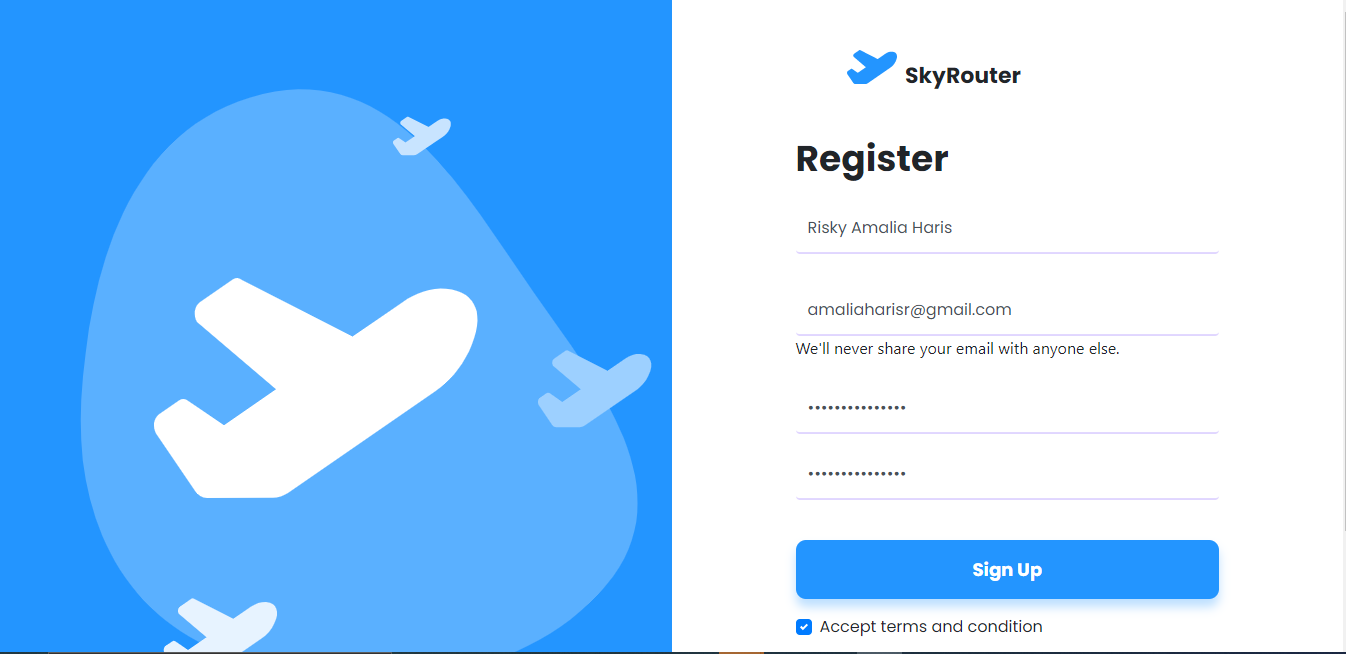 SkyRouter
Register
Risky Amalia Haris
amaliaharisr@gmail.com
We'll never share your email with anyone else.
•••••••••••••••
•••••••••••••••
Sign Up
Accept terms and condition